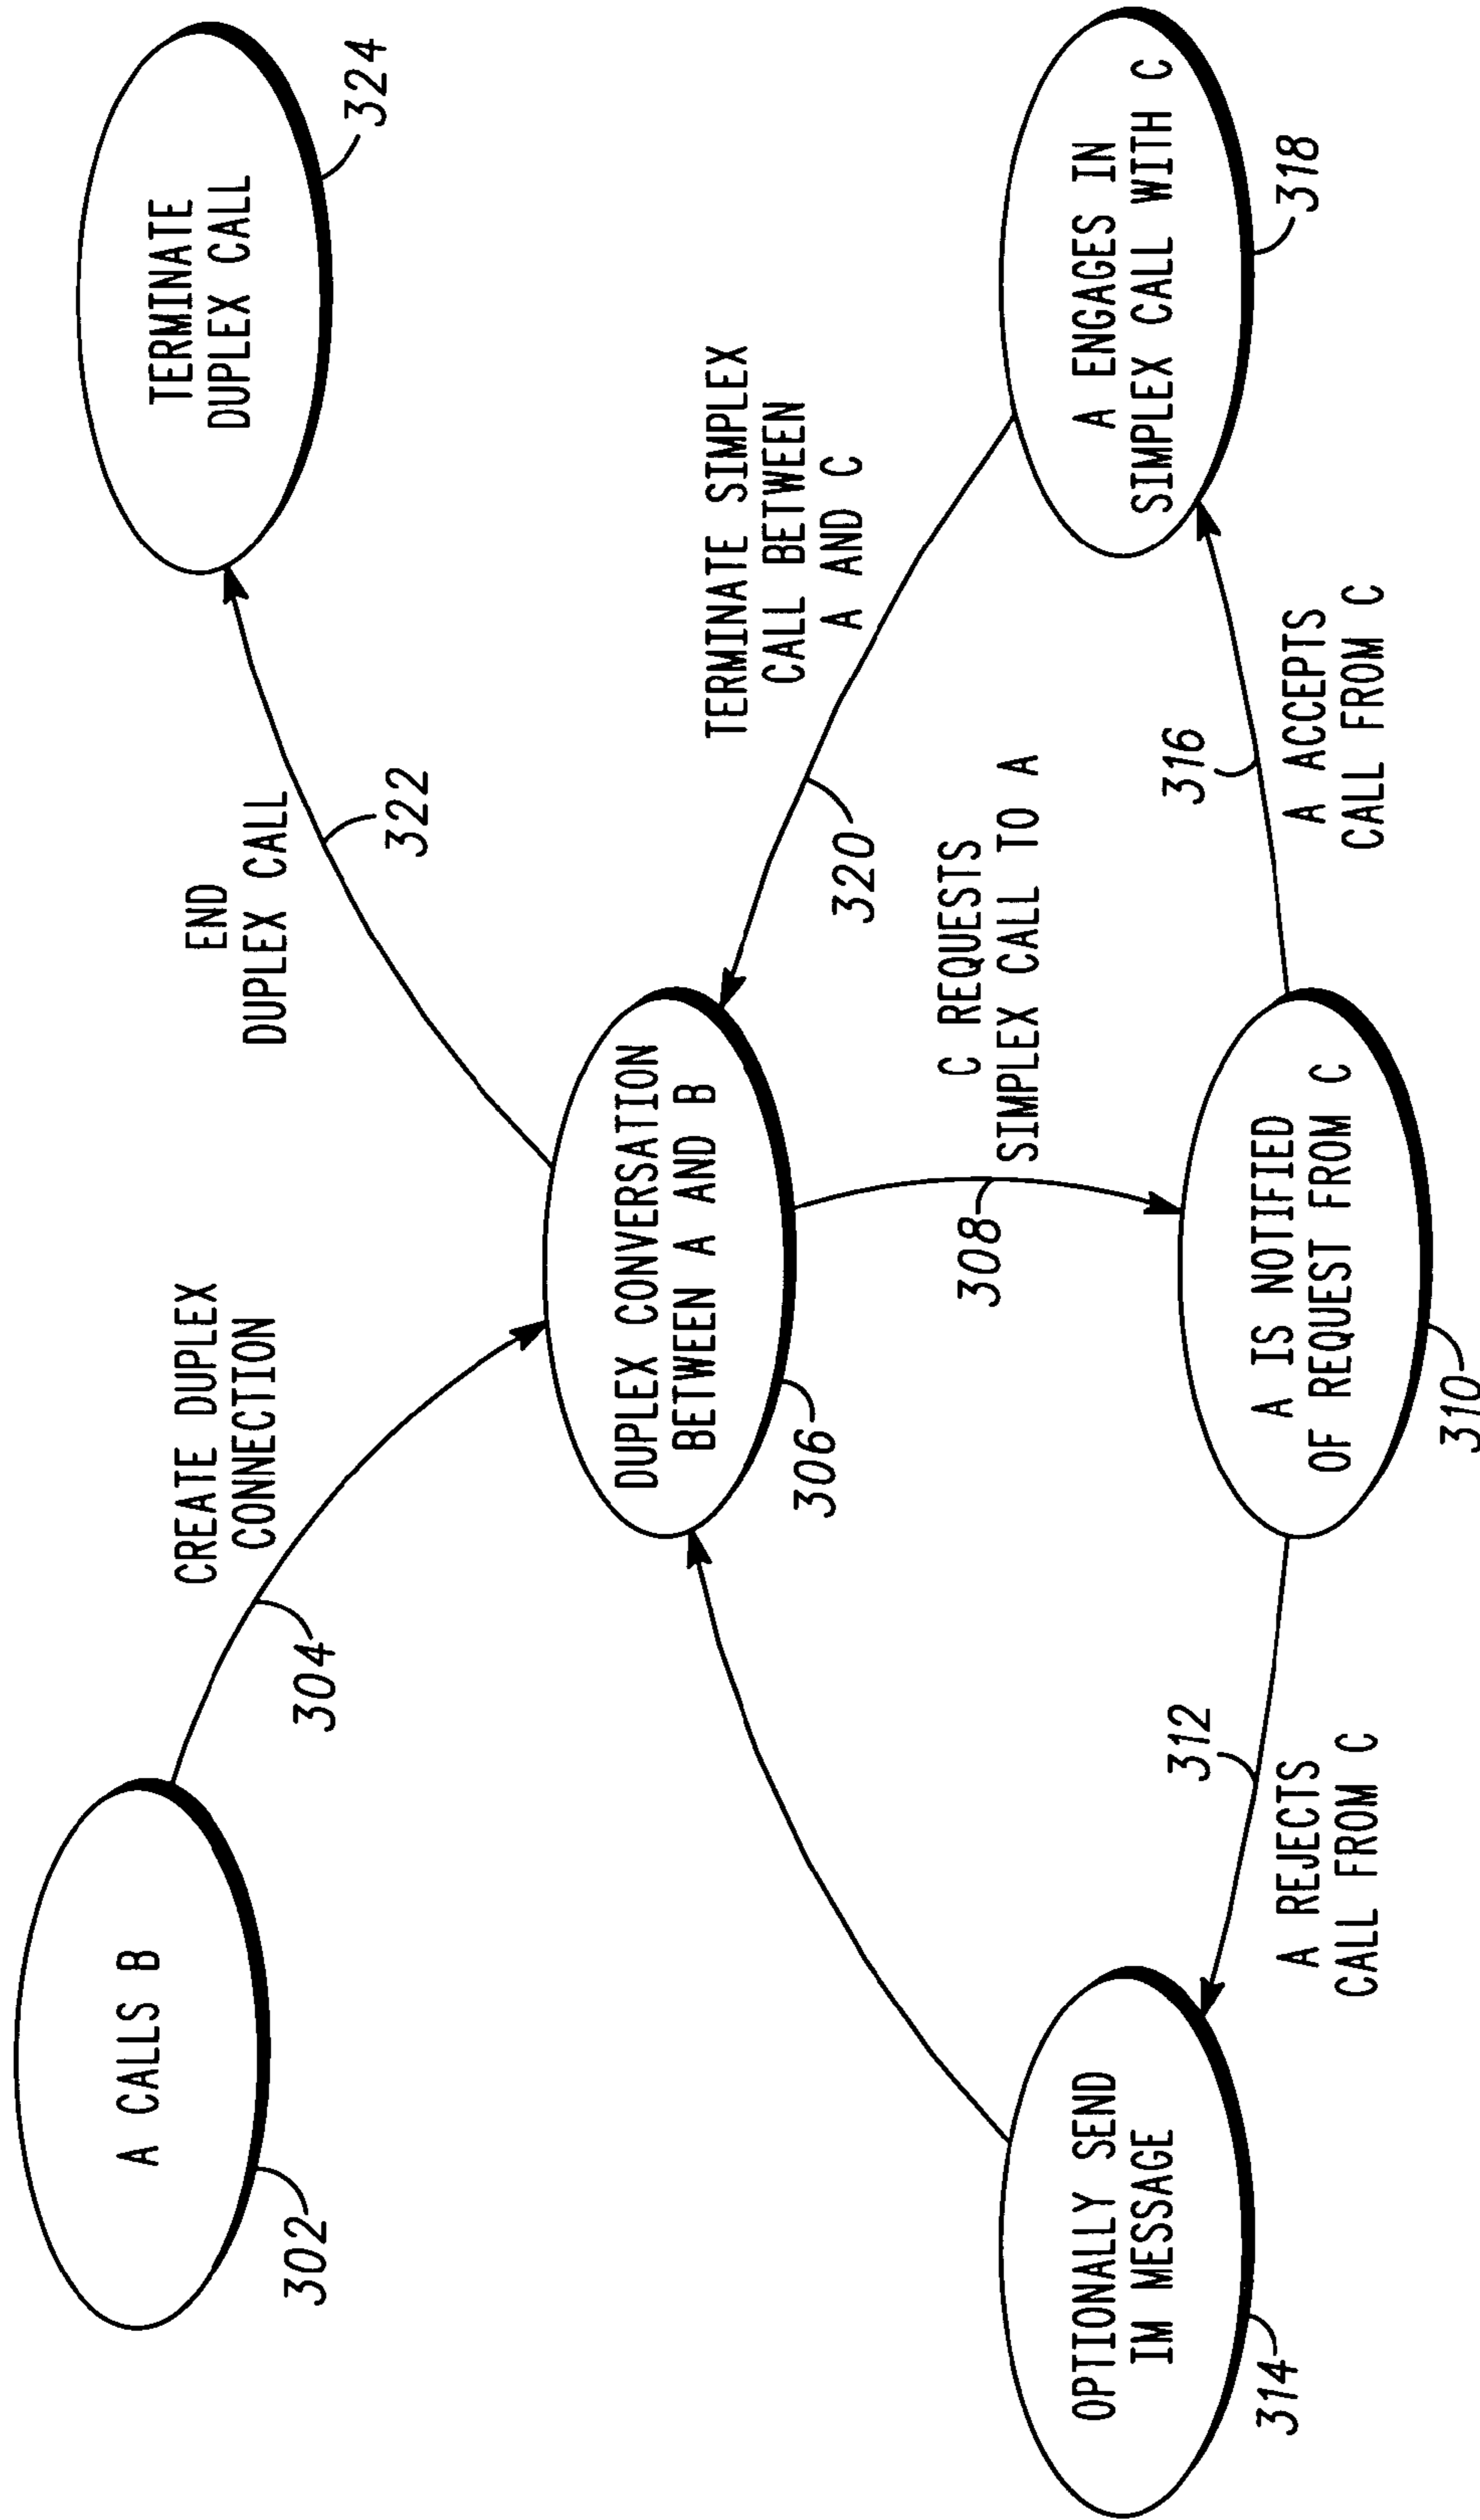 A CALLS B
302
CREATE DUPLEX
CONNECTION
304
END
DUPLEX CALL
322
TERMINATE
DUPLEX CALL
324
DUPLEX CONVERSATION
BETWEEN A AND B
306
TERMINATE SIMPLEX
CALL BETWEEN
A AND C
320
C REQUESTS
SIMPLEX CALL TO A
308
OPTIONALLY SEND
IM MESSAGE
314
312
A REJECTS
CALL FROM C
A IS NOTIFIED
OF REQUEST FROM C
310
316
A ACCEPTS
CALL FROM C
A ENGAGES IN
SIMPLEX CALL WITH C
318